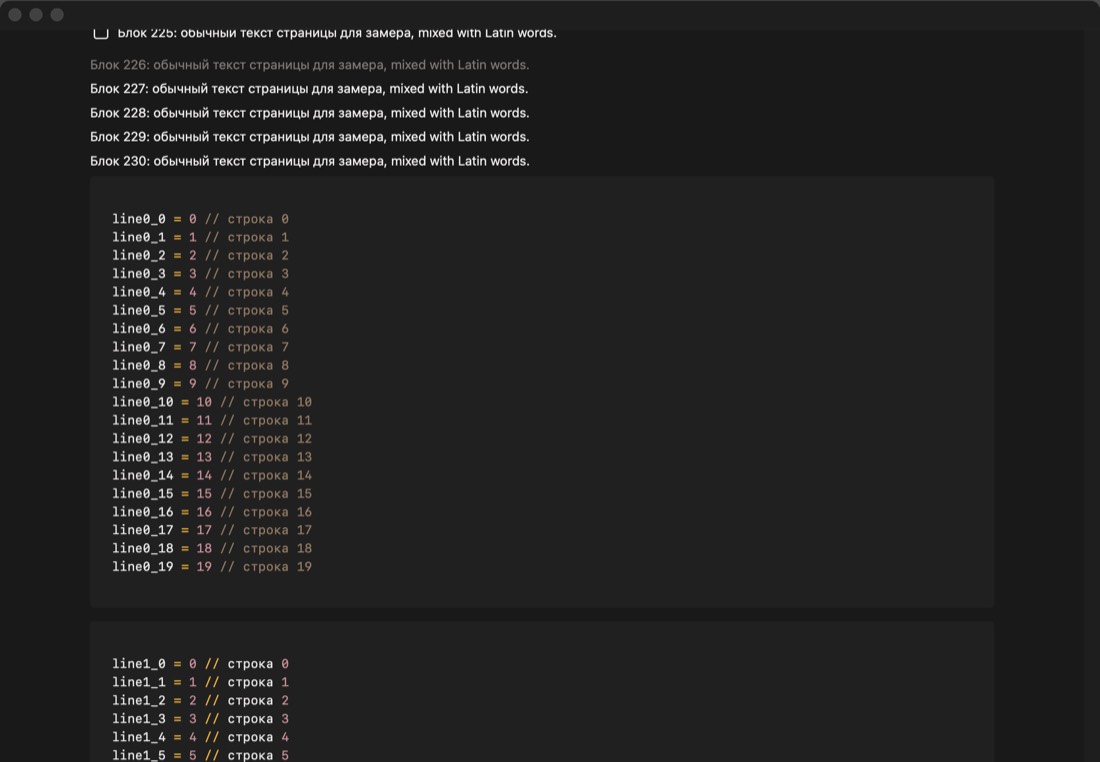 Блок 225: обычный текст страницы для замера, mixed with Latin words.
Блок 226: обычный текст страницы для замера, mixed with Latin words.
Блок 227: обычный текст страницы для замера, mixed with Latin words.
Блок 228: обычный текст страницы для замера, mixed with Latin words.
Блок 229: обычный текст страницы для замера, mixed with Latin words.
Блок 230: обычный текст страницы для замера, mixed with Latin words.
line0_0 = 0 // строка 0
line0_1 = 1 // строка 1
line0_2 = 2 // строка 2
line0_3 = 3 // строка 3
line0_4 = 4 // строка 4
line0_5 = 5 // строка 5
line0_6 = 6 // строка 6
line0_7 = 7 // строка 7
line0_8 = 8 // строка 8
line0_9 = 9 // строка 9
line0_10 = 10 // строка 10
line0_11 = 11 // строка 11
line0_12 = 12 // строка 12
line0_13 = 13 // строка 13
line0_14 = 14 // строка 14
line0_15 = 15 // строка 15
line0_16 = 16 // строка 16
line0_17 = 17 // строка 17
line0_18 = 18 // строка 18
line0_19 = 19 // строка 19
line1_0 = 0 // строка 0
line1_1 = 1 // строка 1
line1_2 = 2 // строка 2
line1_3 = 3 // строка 3
line1_4 = 4 // строка 4
line1_5 = 5 // строка 5